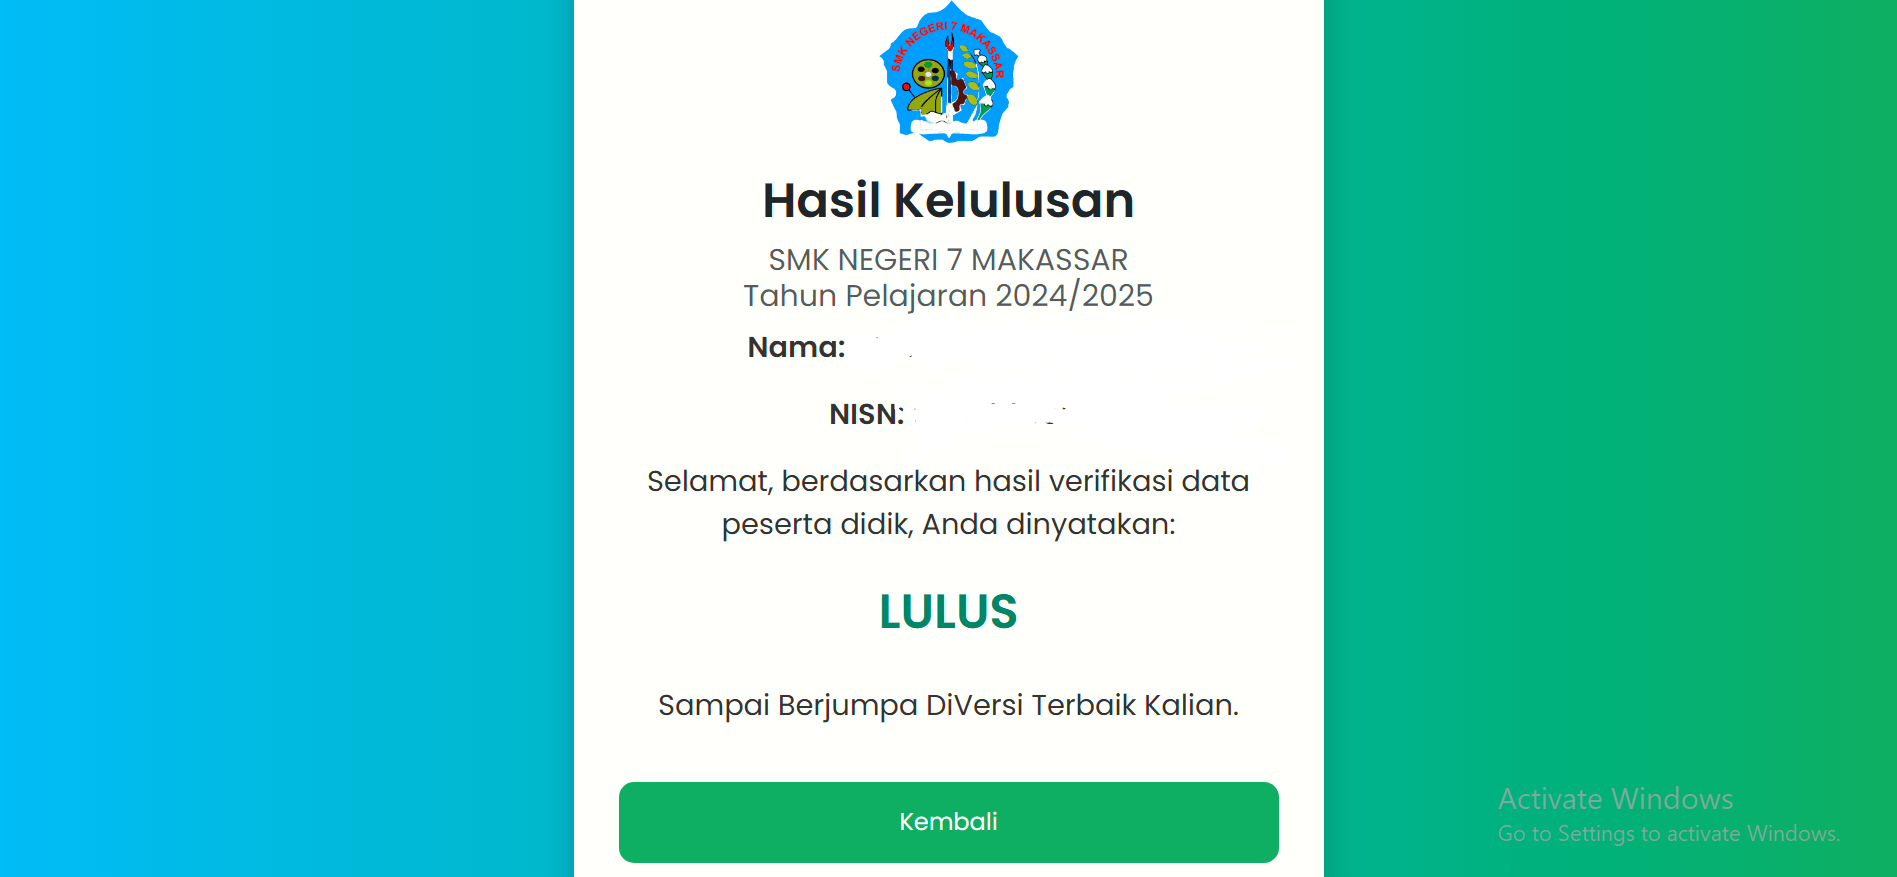 SMK NEGERI 7 MAKASSAR
Hasil Kelulusan
SMK NEGERI 7 MAKASSAR
Tahun Pelajaran 2024/2025
Nama:
NISN:
Selamat, berdasarkan hasil verifikasi data
peserta didik, Anda dinyatakan:
LULUS
Sampai Berjumpa DiVersi Terbaik Kalian.
Kembali
Activate Windows
Go to Settings to activate Windows.